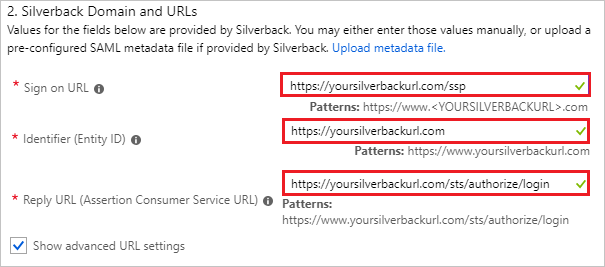 2. Silverback Domain and URLs
Values for the fields below are provided by Silverback. You may either enter those values manually, or upload a
pre-configured SAML metadata file if provided by Silverback. Upload metadata file.
* Sign on URL
https://yoursilverbackurl.com/ssp
Patterns: https://www.<YOURSILVERBACKURL>.com
* Identifier (Entity ID)
https://yoursilverbackurl.com
Patterns: https://www.yoursilverbackurl.com
* Reply URL (Assertion Consumer Service URL)
https://yoursilverbackurl.com/sts/authorize/login
Patterns:
https://www.yoursilverbackurl.com/sts/authorize/login
Show advanced URL settings